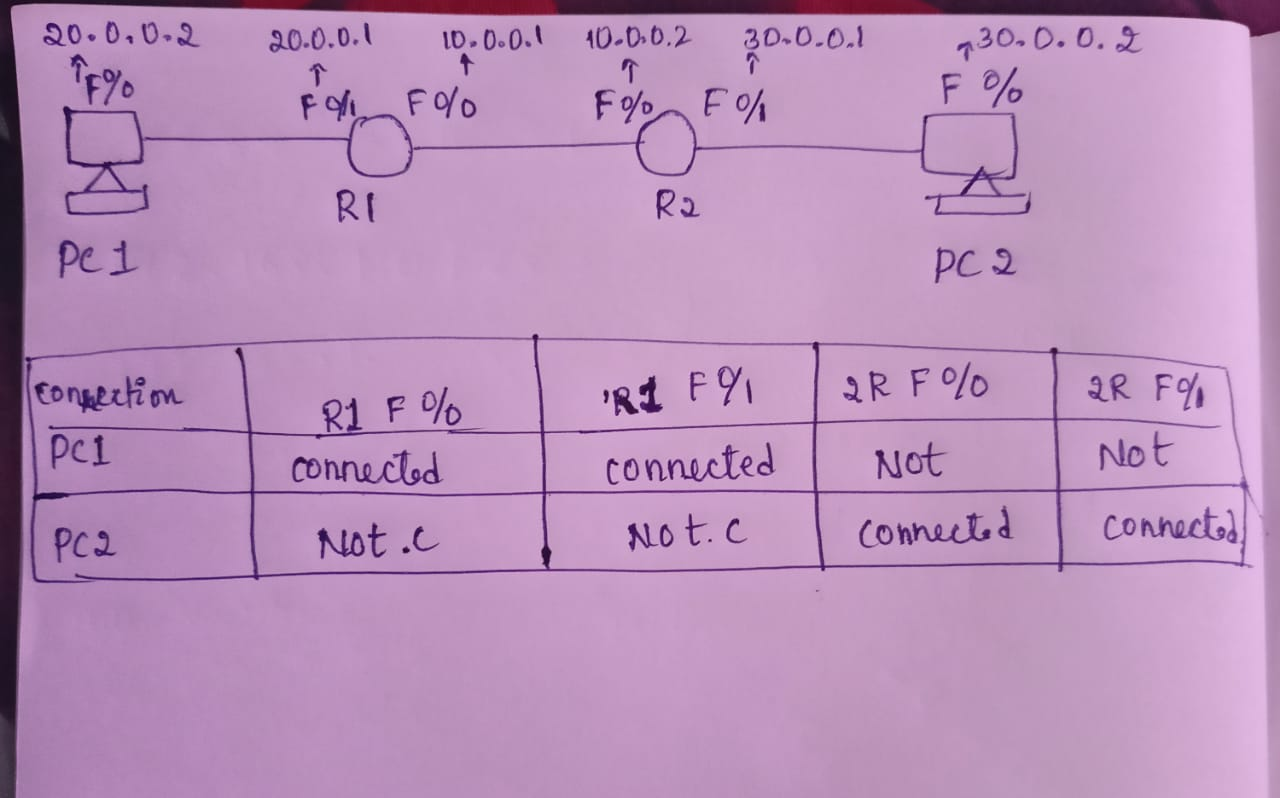 20.0.0.2 20.0.0.1 10.0.0.1 10.0.0.2 30.0.0.1 30.0.0.2
F0/0 F0/1 F0/0 F0/0 F0/1 F0/0
R1 R2
PC1 PC2
connection R1 F0/0 R1 F0/1 2R F0/0 2R F0/1
PC1 connected connected Not Not
PC2 Not.c Not.c connected connected